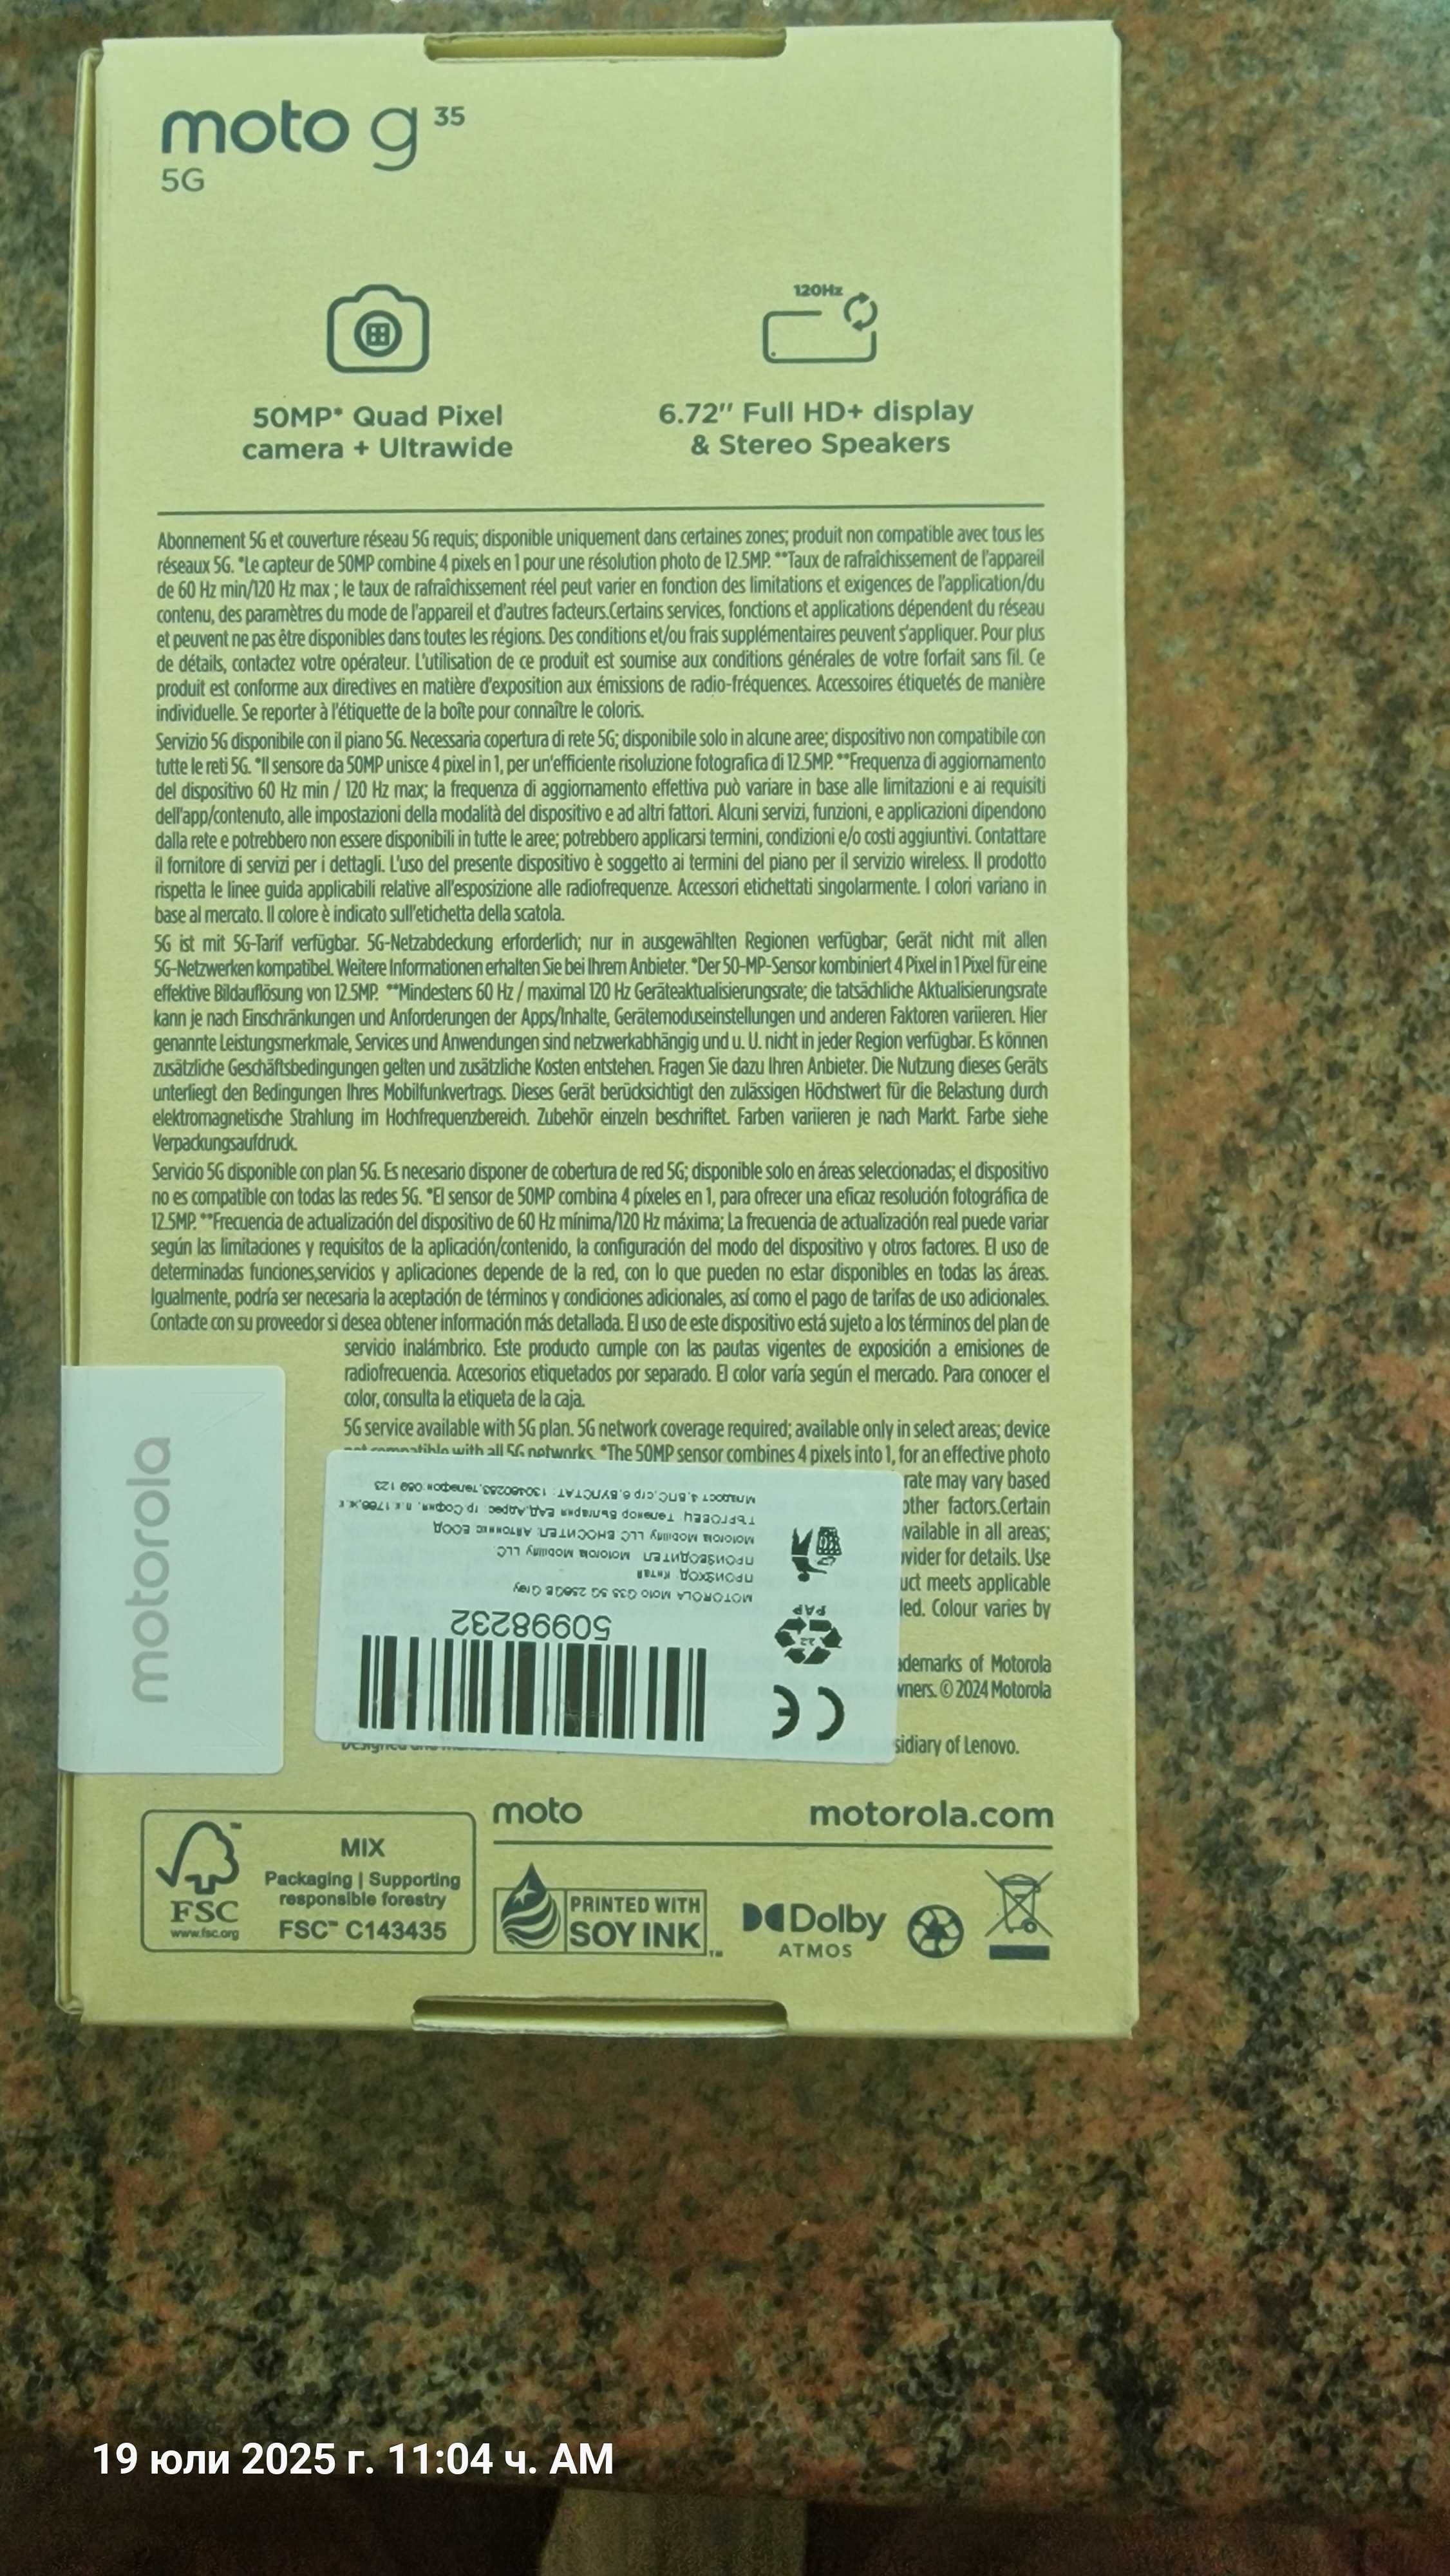 moto g 35
5G
120Hz
50MP* Quad Pixel
camera + Ultrawide
6.72" Full HD+ display
& Stereo Speakers
Abonnement 5G et couverture réseau 5G requis; disponible uniquement dans certaines zones; produit non compatible avec tous les
réseaux 5G. *Le capteur de 50MP combine 4 pixels en 1 pour une résolution photo de 12.5MP. **Taux de rafraîchissement de l'appareil
de 60 Hz min/120 Hz max ; le taux de rafraîchissement réel peut varier en fonction des limitations et exigences de l'application/du
contenu, des paramètres du mode de l'appareil et d'autres facteurs.Certains services, fonctions et applications dépendent du réseau
et peuvent ne pas être disponibles dans toutes les régions. Des conditions et/ou frais supplémentaires peuvent s'appliquer. Pour plus
de détails, contactez votre opérateur. L'utilisation de ce produit est soumise aux conditions générales de votre forfait sans fil. Ce
produit est conforme aux directives en matière d'exposition aux émissions de radio-fréquences. Accessoires étiquetés de manière
individuelle. Se reporter à l'étiquette de la boîte pour connaître le coloris.
Servizio 5G disponibile con il piano 5G. Necessaria copertura di rete 5G; disponibile solo in alcune aree; dispositivo non compatibile con
tutte le reti 5G. *Il sensore da 50MP unisce 4 pixel in 1, per un'efficiente risoluzione fotografica di 12.5MP. **Frequenza di aggiornamento
del dispositivo 60 Hz min / 120 Hz max; la frequenza di aggiornamento effettiva può variare in base alle limitazioni e ai requisiti
dell'app/contenuto, alle impostazioni della modalità del dispositivo e ad altri fattori. Alcuni servizi, funzioni, e applicazioni dipendono
dalla rete e potrebbero non essere disponibili in tutte le aree; potrebbero applicarsi termini, condizioni e/o costi aggiuntivi. Contattare
il fornitore di servizi per i dettagli. L'uso del presente dispositivo è soggetto ai termini del piano per il servizio wireless. Il prodotto
rispetta le linee guida applicabili relative all'esposizione alle radiofrequenze. Accessori etichettati singolarmente. I colori variano in
base al mercato. Il colore è indicato sull'etichetta della scatola.
5G ist mit 5G-Tarif verfügbar. 5G-Netzabdeckung erforderlich; nur in ausgewählten Regionen verfügbar; Gerät nicht mit allen
5G-Netzwerken kompatibel. Weitere Informationen erhalten Sie bei Ihrem Anbieter. *Der 50-MP-Sensor kombiniert 4 Pixel in 1 Pixel für eine
effektive Bildauflösung von 12.5MP. **Mindestens 60 Hz / maximal 120 Hz Geräteaktualisierungsrate; die tatsächliche Aktualisierungsrate
kann je nach Einschränkungen und Anforderungen der Apps/Inhalte, Gerätemoduseinstellungen und anderen Faktoren variieren. Hier
genannte Leistungsmerkmale, Services und Anwendungen sind netzwerkabhängig und u. U. nicht in jeder Region verfügbar. Es können
zusätzliche Geschäftsbedingungen gelten und zusätzliche Kosten entstehen. Fragen Sie dazu Ihren Anbieter. Die Nutzung dieses Geräts
unterliegt den Bedingungen Ihres Mobilfunkvertrags. Dieses Gerät berücksichtigt den zulässigen Höchstwert für die Belastung durch
elektromagnetische Strahlung im Hochfrequenzbereich. Zubehör einzeln beschriftet. Farben variieren je nach Markt. Farbe siehe
Verpackungsaufdruck.
Servicio 5G disponible con plan 5G. Es necesario disponer de cobertura de red 5G; disponible solo en áreas seleccionadas; el dispositivo
no es compatible con todas las redes 5G. *El sensor de 50MP combina 4 píxeles en 1, para ofrecer una eficaz resolución fotográfica de
12.5MP. **Frecuencia de actualización del dispositivo de 60 Hz mínima/120 Hz máxima; La frecuencia de actualización real puede variar
según las limitaciones y requisitos de la aplicación/contenido, la configuración del modo del dispositivo y otros factores. El uso de
determinadas funciones,servicios y aplicaciones depende de la red, con lo que pueden no estar disponibles en todas las áreas.
Igualmente, podría ser necesaria la aceptación de términos y condiciones adicionales, así como el pago de tarifas de uso adicionales.
Contacte con su proveedor si desea obtener información más detallada. El uso de este dispositivo está sujeto a los términos del plan de
servicio inalámbrico. Este producto cumple con las pautas vigentes de exposición a emisiones de
radiofrecuencia. Accesorios etiquetados por separado. El color varía según el mercado. Para conocer el
color, consulta la etiqueta de la caja.
5G service available with 5G plan. 5G network coverage required; available only in select areas; device
not compatible with all 5G networks. *The 50MP sensor combines 4 pixels into 1, for an effective photo
rate may vary based
other factors.Certain
vailable in all areas;
vider for details. Use
uct meets applicable
led. Colour varies by
ademarks of Motorola
wners. © 2024 Motorola
sidiary of Lenovo.
motorola
CE
22
PAP
50998232
MOTOROLA Moto G35 5G 256GB Gray
ПРОИЗХОД: Китай
ПРОИЗВОДИТЕЛ: Motorola Mobility LLC.
Motorola Mobility LLC ВНОСИТЕЛ: Автоникс ЕООД
ТЪРГОВЕЦ: Теленор България ЕАД,Адрес: гр.София, п.к 1766,ж.к
Младост 4,БПС,стр 6,БУЛСТАТ: 130460283,телефон 089 123
FSC
www.fsc.org
MIX
Packaging | Supporting
responsible forestry
FSC™ C143435
moto
motorola.com
PRINTED WITH
SOY INK™
Dolby
ATMOS
19 юли 2025 г. 11:04 ч. AM